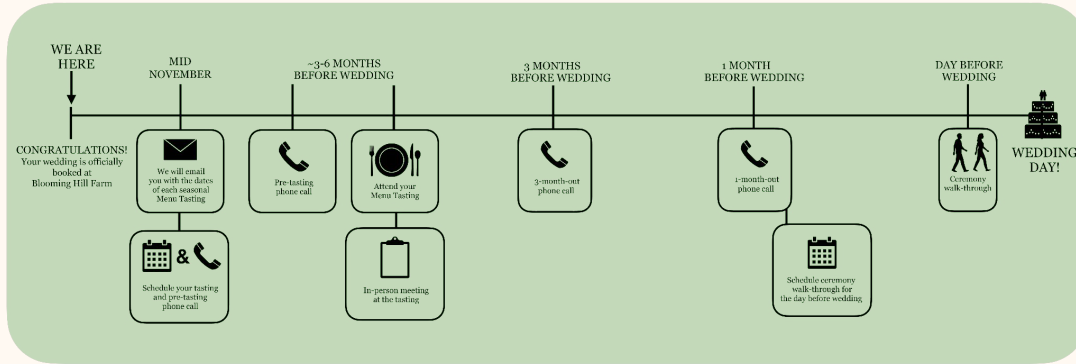 WE ARE
HERE
MID
NOVEMBER
~3-6 MONTHS
BEFORE WEDDING
3 MONTHS
BEFORE WEDDING
1 MONTH
BEFORE WEDDING
DAY BEFORE
WEDDING
CONGRATULATIONS!
Your wedding is officially
booked at
Blooming Hill Farm
We will email
you with the dates
of each seasonal
Menu Tasting
Pre-tasting
phone call
Attend your
Menu Tasting
3-month-out
phone call
1-month-out
phone call
Ceremony
walk-through
WEDDING
DAY!
&
Schedule your tasting
and pre-tasting
phone call
In-person meeting
at the tasting
Schedule ceremony
walk-through for
the day before wedding